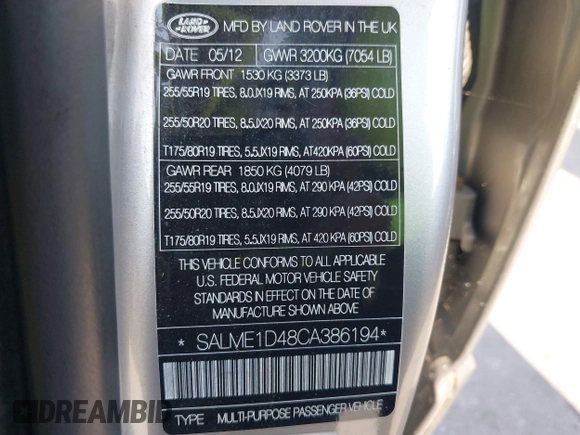 LAND ROVER
MFD BY LAND ROVER IN THE UK
DATE 05/12 GVWR 3200KG (7054 LB)
GAWR FRONT 1530 KG (3373 LB)
255/55R19 TIRES, 8.0JX19 RIMS, AT 250KPA (36PSI) COLD
255/50R20 TIRES, 8.5JX20 RIMS, AT 250KPA (36PSI) COLD
T175/80R19 TIRES, 5.5JX19 RIMS, AT420KPA (60PSI) COLD
GAWR REAR 1850 KG (4079 LB)
255/55R19 TIRES, 8.0JX19 RIMS, AT 290 KPA (42PSI) COLD
255/50R20 TIRES, 8.5JX20 RIMS, AT 290 KPA (42PSI) COLD
T175/80R19 TIRES, 5.5JX19 RIMS, AT 420 KPA (60PSI) COLD
THIS VEHICLE CONFORMS TO ALL APPLICABLE
U.S. FEDERAL MOTOR VEHICLE SAFETY
STANDARDS IN EFFECT ON THE DATE OF
MANUFACTURE SHOWN ABOVE
* SALME1D48CA386194 *
TYPE MULTI-PURPOSE PASSENGER VEHICLE
DREAMBID